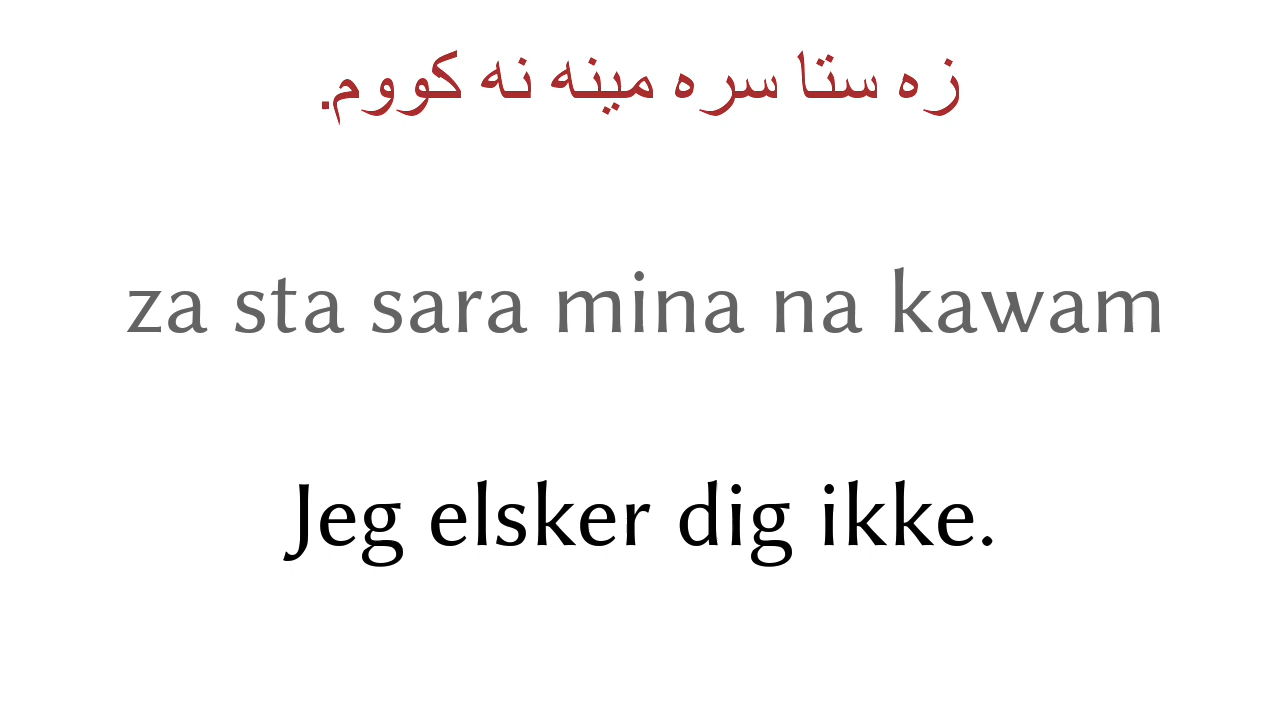 زه ستا سره مینه نه کووم.
za sta sara mina na kawam
Jeg elsker dig ikke.